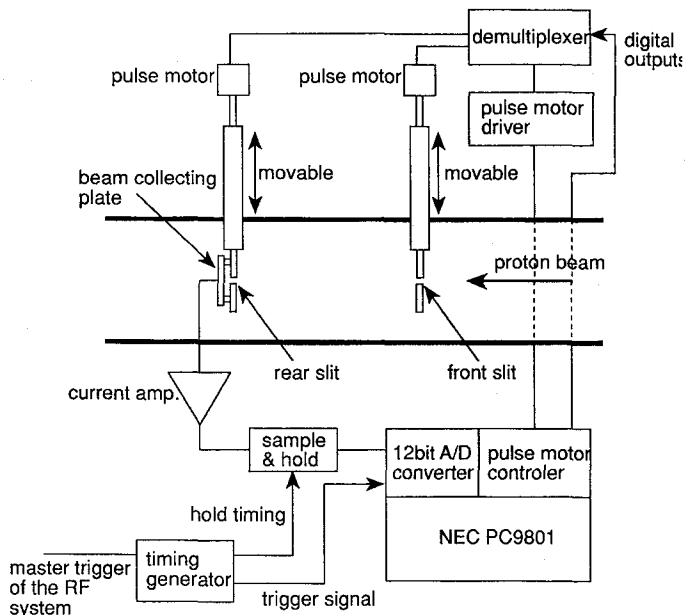 demultiplexer
digital
outputs
pulse motor
pulse motor
pulse motor
driver
movable
movable
beam collecting
plate
proton beam
rear slit
front slit
current amp.
sample
& hold
12bit A/D
converter
pulse motor
controler
hold timing
NEC PC9801
master trigger
of the RF
system
timing
generator
trigger signal